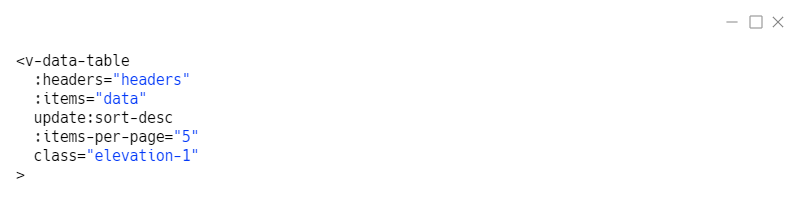 <v-data-table
  :headers="headers"
  :items="data"
  update:sort-desc
  :items-per-page="5"
  class="elevation-1"
>